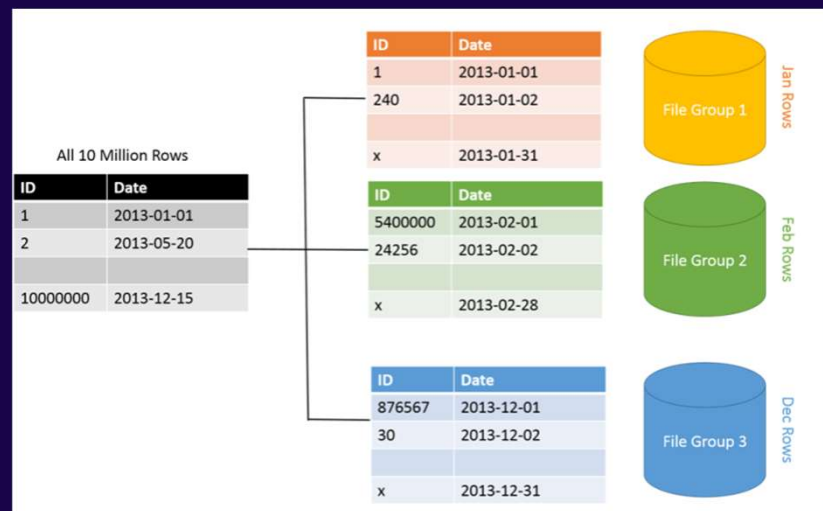 All 10 Million Rows
ID Date
1 2013-01-01
2 2013-05-20
10000000 2013-12-15
ID Date
1 2013-01-01
240 2013-01-02
x 2013-01-31
File Group 1
Jan Rows
ID Date
5400000 2013-02-01
24256 2013-02-02
x 2013-02-28
File Group 2
Feb Rows
ID Date
876567 2013-12-01
30 2013-12-02
x 2013-12-31
File Group 3
Dec Rows